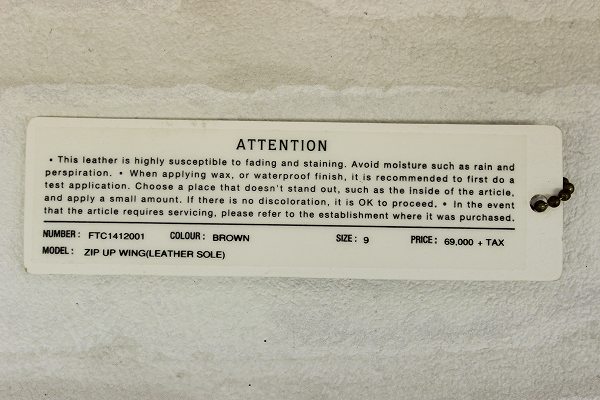 ATTENTION
• This leather is highly susceptible to fading and staining. Avoid moisture such as rain and
perspiration. • When applying wax, or waterproof finish, it is recommended to first do a
test application. Choose a place that doesn't stand out, such as the inside of the article,
and apply a small amount. If there is no discoloration, it is OK to proceed. • In the event
that the article requires servicing, please refer to the establishment where it was purchased.
NUMBER: FTC1412001 COLOUR: BROWN SIZE: 9 PRICE: 69,000 + TAX
MODEL: ZIP UP WING(LEATHER SOLE)